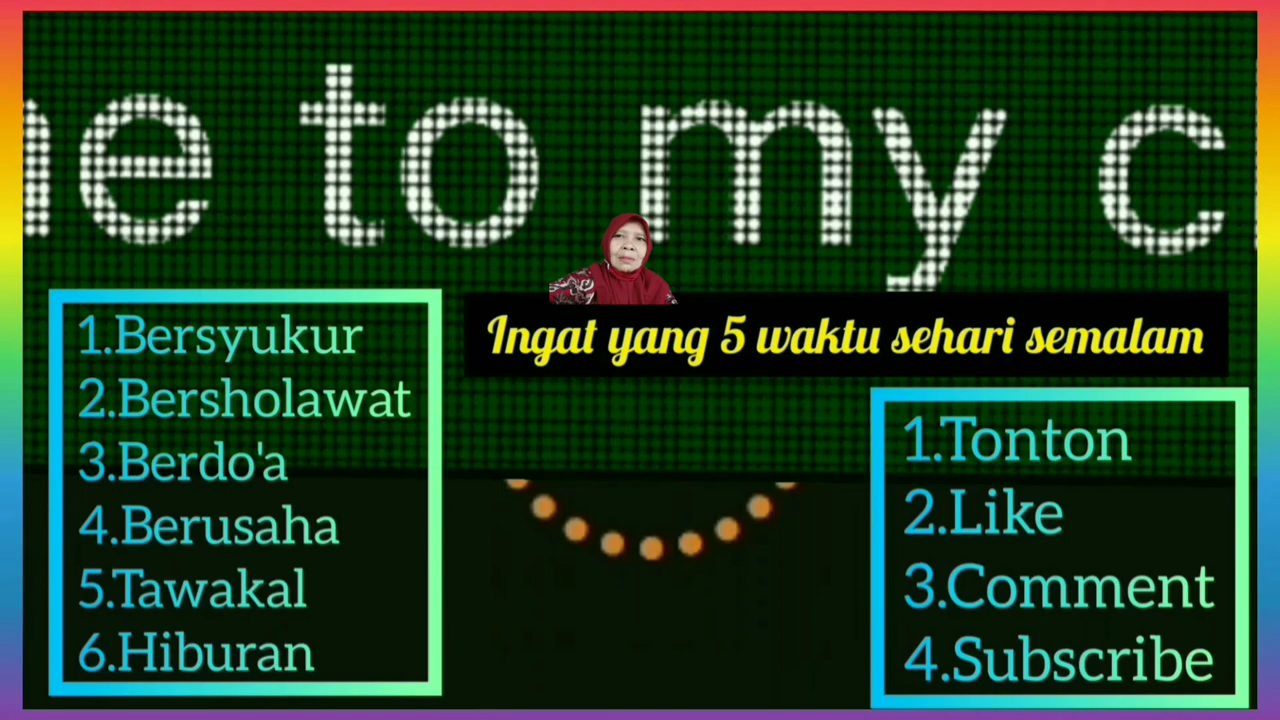 e to my c
Ingat yang 5 waktu sehari semalam
1.Bersyukur
2.Bersholawat
3.Berdo'a
4.Berusaha
5.Tawakal
6.Hiburan
1.Tonton
2.Like
3.Comment
4.Subscribe